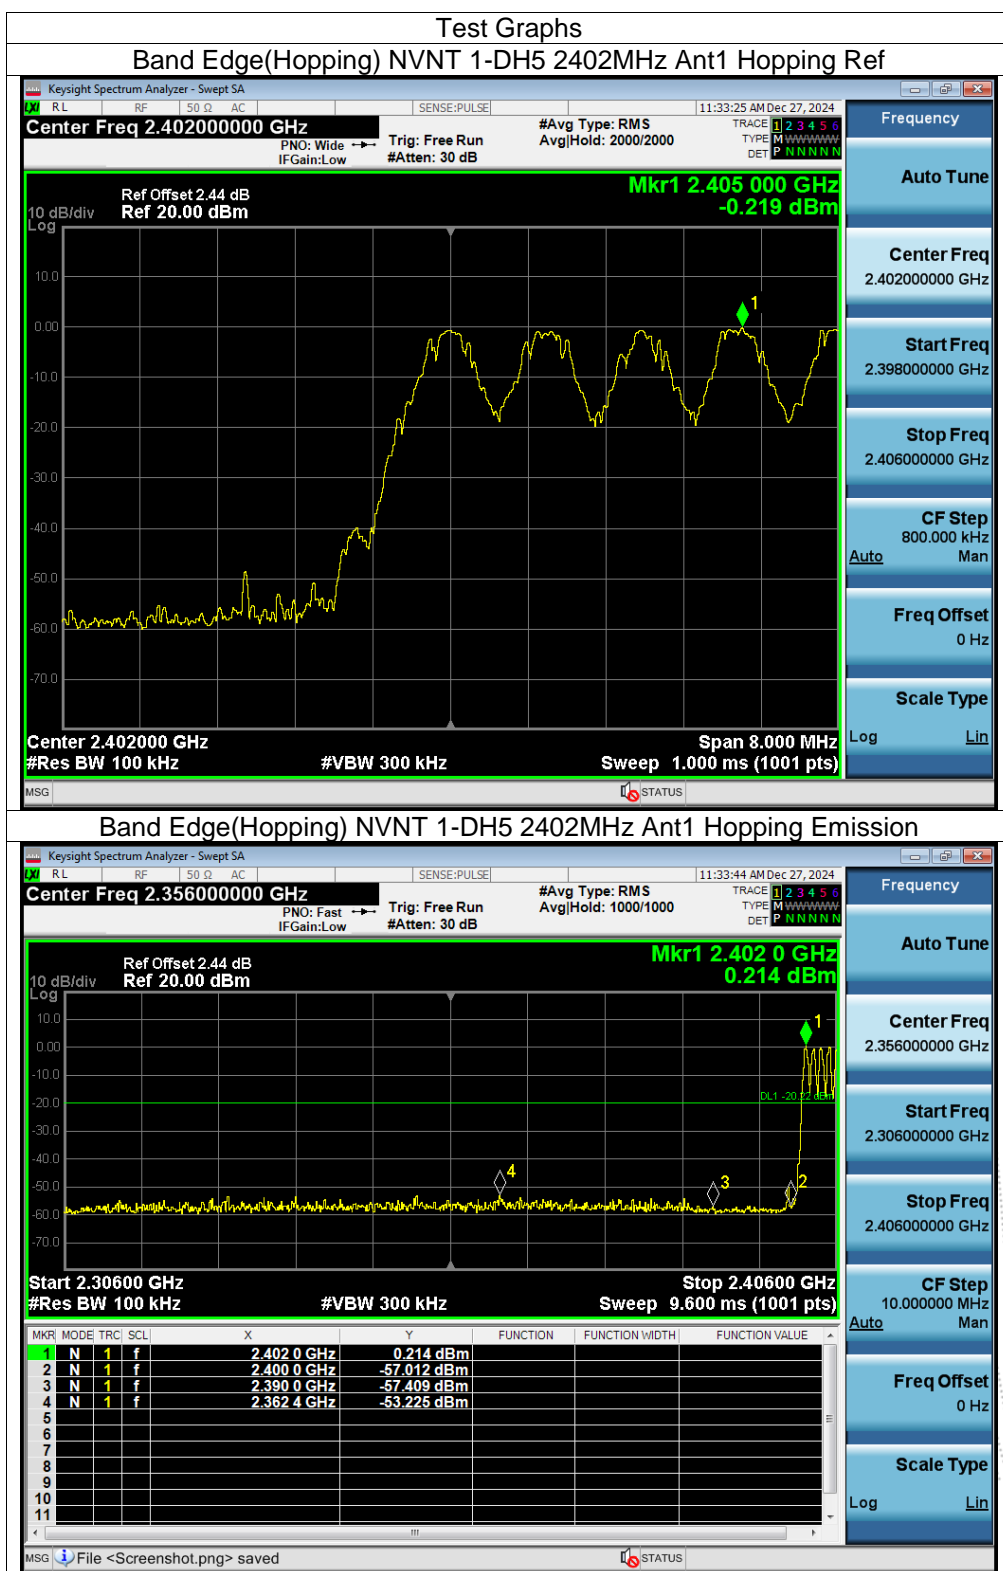 Test Graphs
Band Edge(Hopping) NVNT 1-DH5 2402MHz Ant1 Hopping Ref
Keysight Spectrum Analyzer - Swept SA
LXI RL RF 50 Ω AC SENSE:PULSE 11:33:25 AM Dec 27, 2024
Center Freq 2.402000000 GHz
PNO: Wide
IFGain:Low
Trig: Free Run
#Atten: 30 dB
#Avg Type: RMS
Avg|Hold: 2000/2000
TRACE 1 2 3 4 5 6
TYPE M W W W W W
DET P N N N N N
Frequency
Mkr1 2.405 000 GHz
-0.219 dBm
Ref Offset 2.44 dB
10 dB/div Ref 20.00 dBm
Log
10.0
0.00
-10.0
-20.0
-30.0
-40.0
-50.0
-60.0
-70.0
1
Center 2.402000 GHz Span 8.000 MHz
#Res BW 100 kHz #VBW 300 kHz Sweep 1.000 ms (1001 pts)
MSG STATUS
Auto Tune
Center Freq
2.402000000 GHz
Start Freq
2.398000000 GHz
Stop Freq
2.406000000 GHz
CF Step
800.000 kHz
Auto Man
Freq Offset
0 Hz
Scale Type
Log Lin
Band Edge(Hopping) NVNT 1-DH5 2402MHz Ant1 Hopping Emission
Keysight Spectrum Analyzer - Swept SA
LXI RL RF 50 Ω AC SENSE:PULSE 11:33:44 AM Dec 27, 2024
Center Freq 2.356000000 GHz
PNO: Fast
IFGain:Low
Trig: Free Run
#Atten: 30 dB
#Avg Type: RMS
Avg|Hold: 1000/1000
TRACE 1 2 3 4 5 6
TYPE M W W W W W
DET P N N N N N
Frequency
Mkr1 2.402 0 GHz
0.214 dBm
Ref Offset 2.44 dB
10 dB/div Ref 20.00 dBm
Log
10.0
0.00
-10.0
-20.0
-30.0
-40.0
-50.0
-60.0
-70.0
1
DL1 -20.22 dBm
4
3
2
Start 2.30600 GHz Stop 2.40600 GHz
#Res BW 100 kHz #VBW 300 kHz Sweep 9.600 ms (1001 pts)
MKR MODE TRC SCL X Y FUNCTION FUNCTION WIDTH FUNCTION VALUE
1 N 1 f 2.402 0 GHz 0.214 dBm
2 N 1 f 2.400 0 GHz -57.012 dBm
3 N 1 f 2.390 0 GHz -57.409 dBm
4 N 1 f 2.362 4 GHz -53.225 dBm
5
6
7
8
9
10
11
MSG File <Screenshot.png> saved STATUS
Auto Tune
Center Freq
2.356000000 GHz
Start Freq
2.306000000 GHz
Stop Freq
2.406000000 GHz
CF Step
10.000000 MHz
Auto Man
Freq Offset
0 Hz
Scale Type
Log Lin